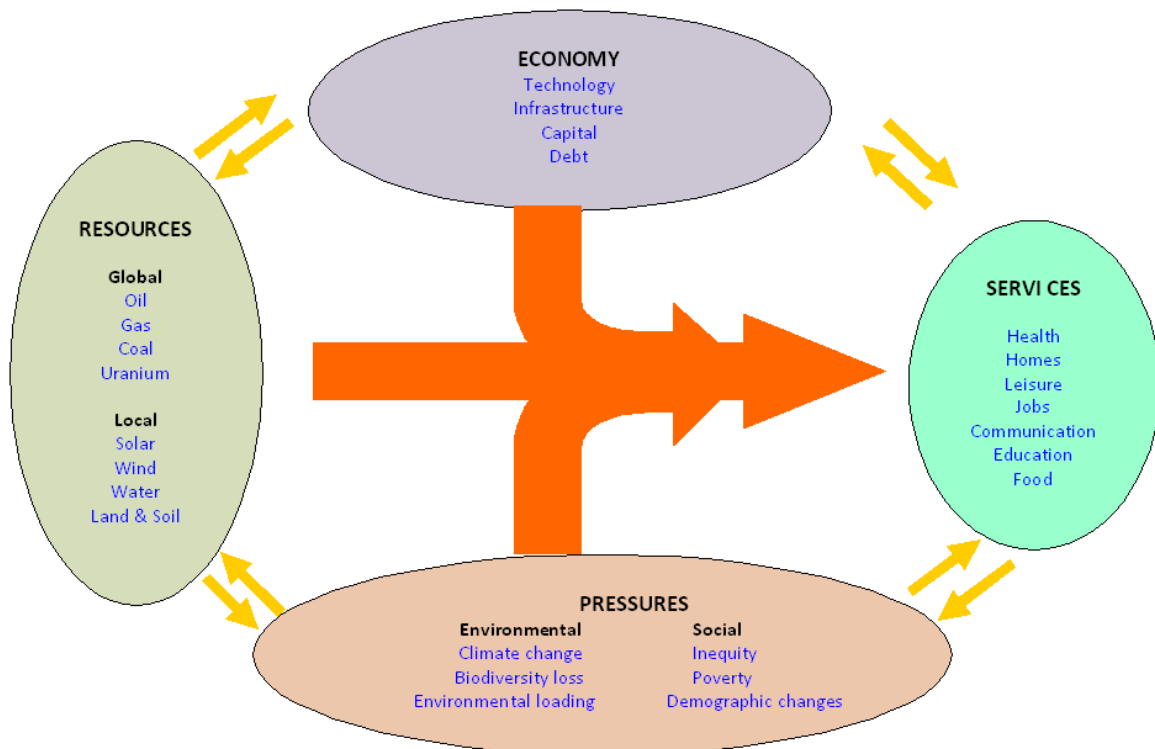 ECONOMY
Technology
Infrastructure
Capital
Debt
RESOURCES
Global
Oil
Gas
Coal
Uranium
Local
Solar
Wind
Water
Land & Soil
SERVI CES
Health
Homes
Leisure
Jobs
Communication
Education
Food
PRESSURES
Environmental
Climate change
Biodiversity loss
Environmental loading
Social
Inequity
Poverty
Demographic changes